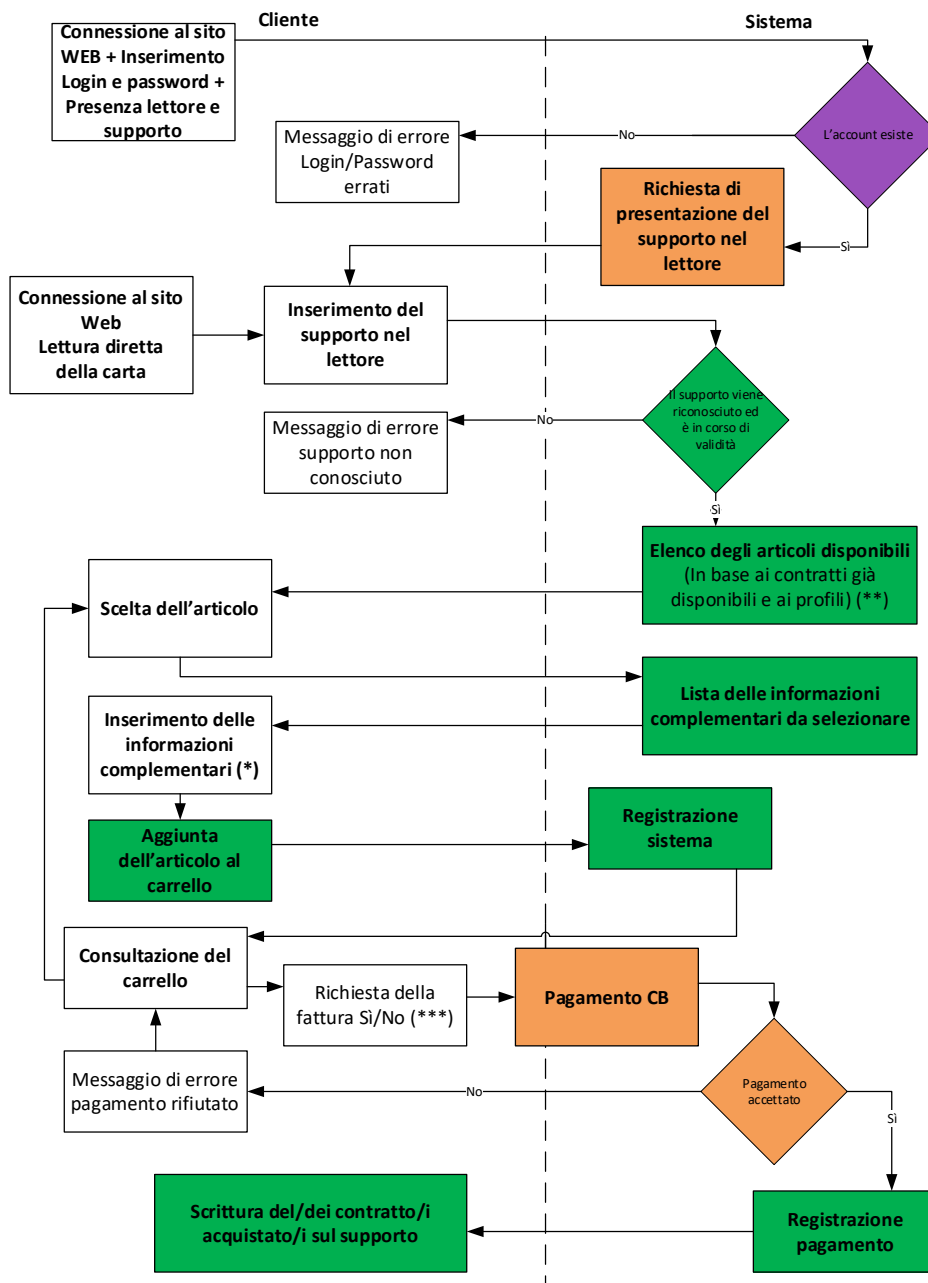 Cliente
Sistema
Connessione al sito
WEB + Inserimento
Login e password +
Presenza lettore e
supporto
L'account esiste
No
Messaggio di errore
Login/Password
errati
Sì
Richiesta di
presentazione del
supporto nel
lettore
Connessione al sito
Web
Lettura diretta
della carta
Inserimento del
supporto nel
lettore
Il supporto viene
riconosciuto ed
è in corso di
validità
No
Messaggio di errore
supporto non
conosciuto
Sì
Elenco degli articoli disponibili
(In base ai contratti già
disponibili e ai profili) (**)
Scelta dell'articolo
Lista delle informazioni
complementari da selezionare
Inserimento delle
informazioni
complementari (*)
Aggiunta
dell'articolo al
carrello
Registrazione
sistema
Consultazione del
carrello
Richiesta della
fattura Sì/No (***)
Pagamento CB
Pagamento
accettato
No
Messaggio di errore
pagamento rifiutato
Sì
Registrazione
pagamento
Scrittura del/dei contratto/i
acquistato/i sul supporto